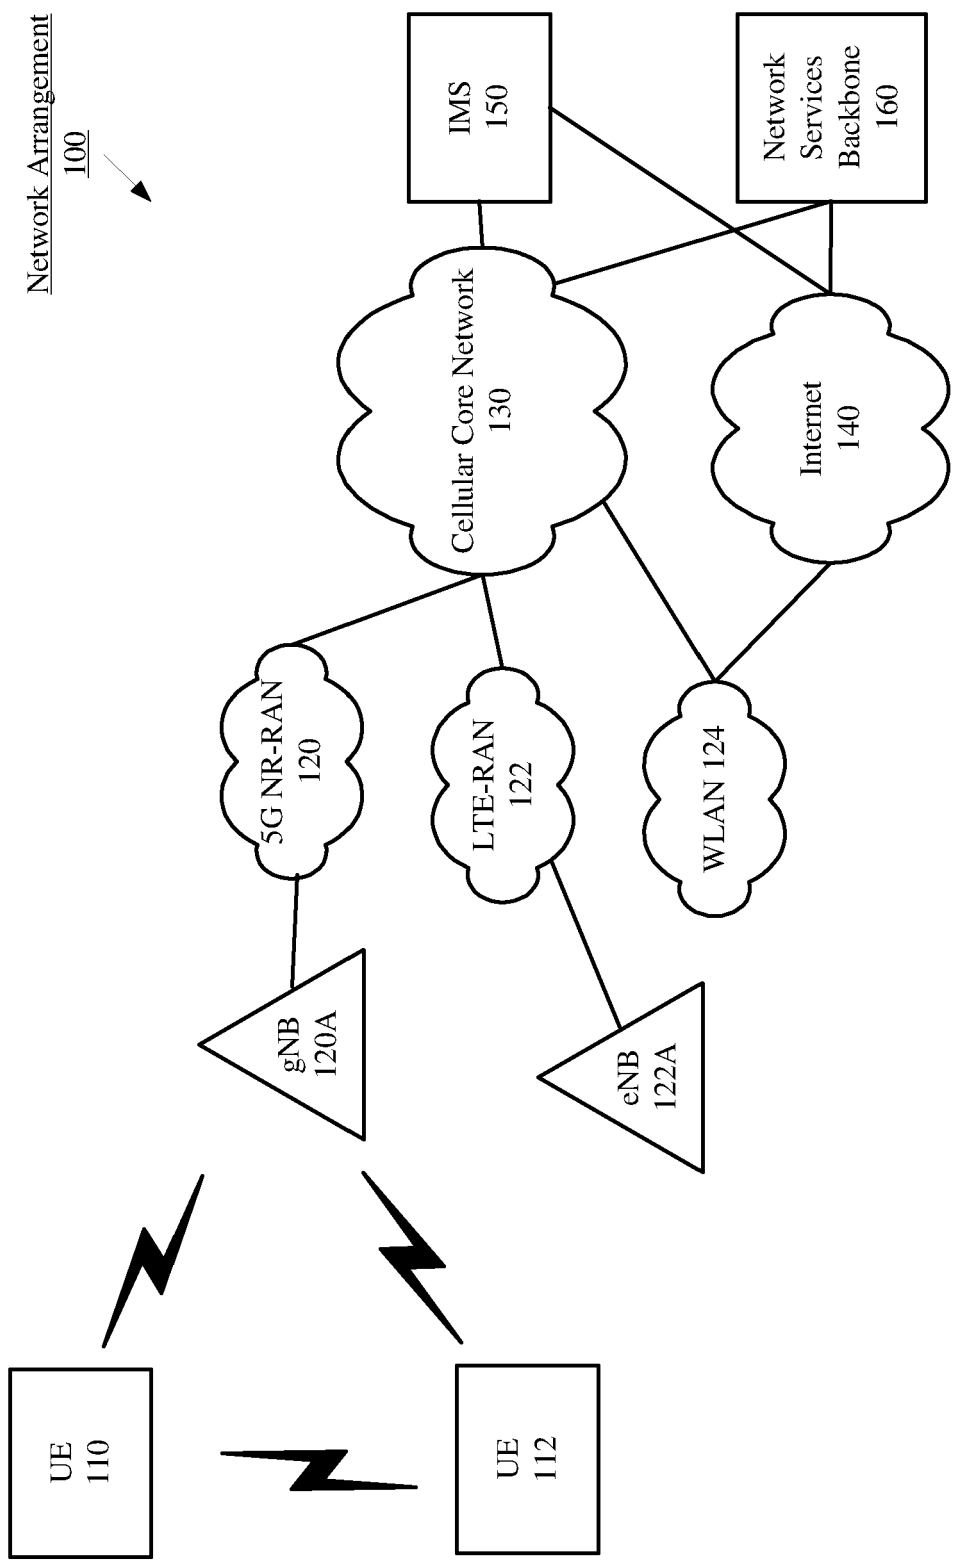 Network Arrangement
100
UE
110
UE
112
gNB
120A
eNB
122A
5G NR-RAN
120
LTE-RAN
122
WLAN 124
Cellular Core Network
130
Internet
140
IMS
150
Network
Services
Backbone
160